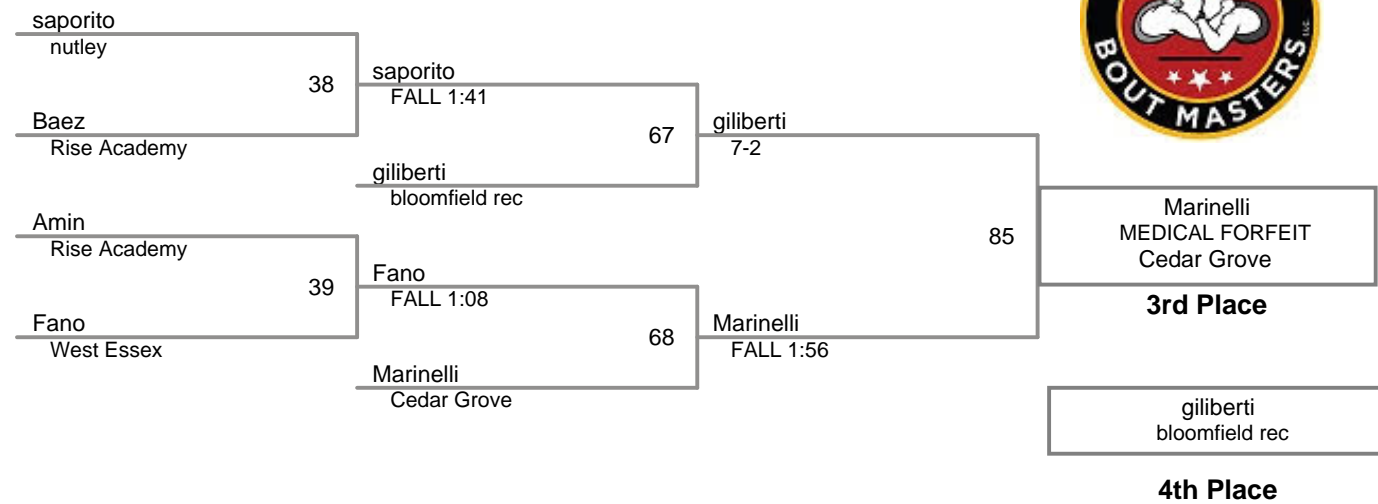 saporito
nutley
38
Baez
Rise Academy
saporito
FALL 1:41
67
giliberti
bloomfield rec
giliberti
7-2
Amin
Rise Academy
39
Fano
West Essex
Fano
FALL 1:08
68
Marinelli
Cedar Grove
Marinelli
FALL 1:56
85
Marinelli
MEDICAL FORFEIT
Cedar Grove
3rd Place
giliberti
bloomfield rec
4th Place
BOUT MASTERS